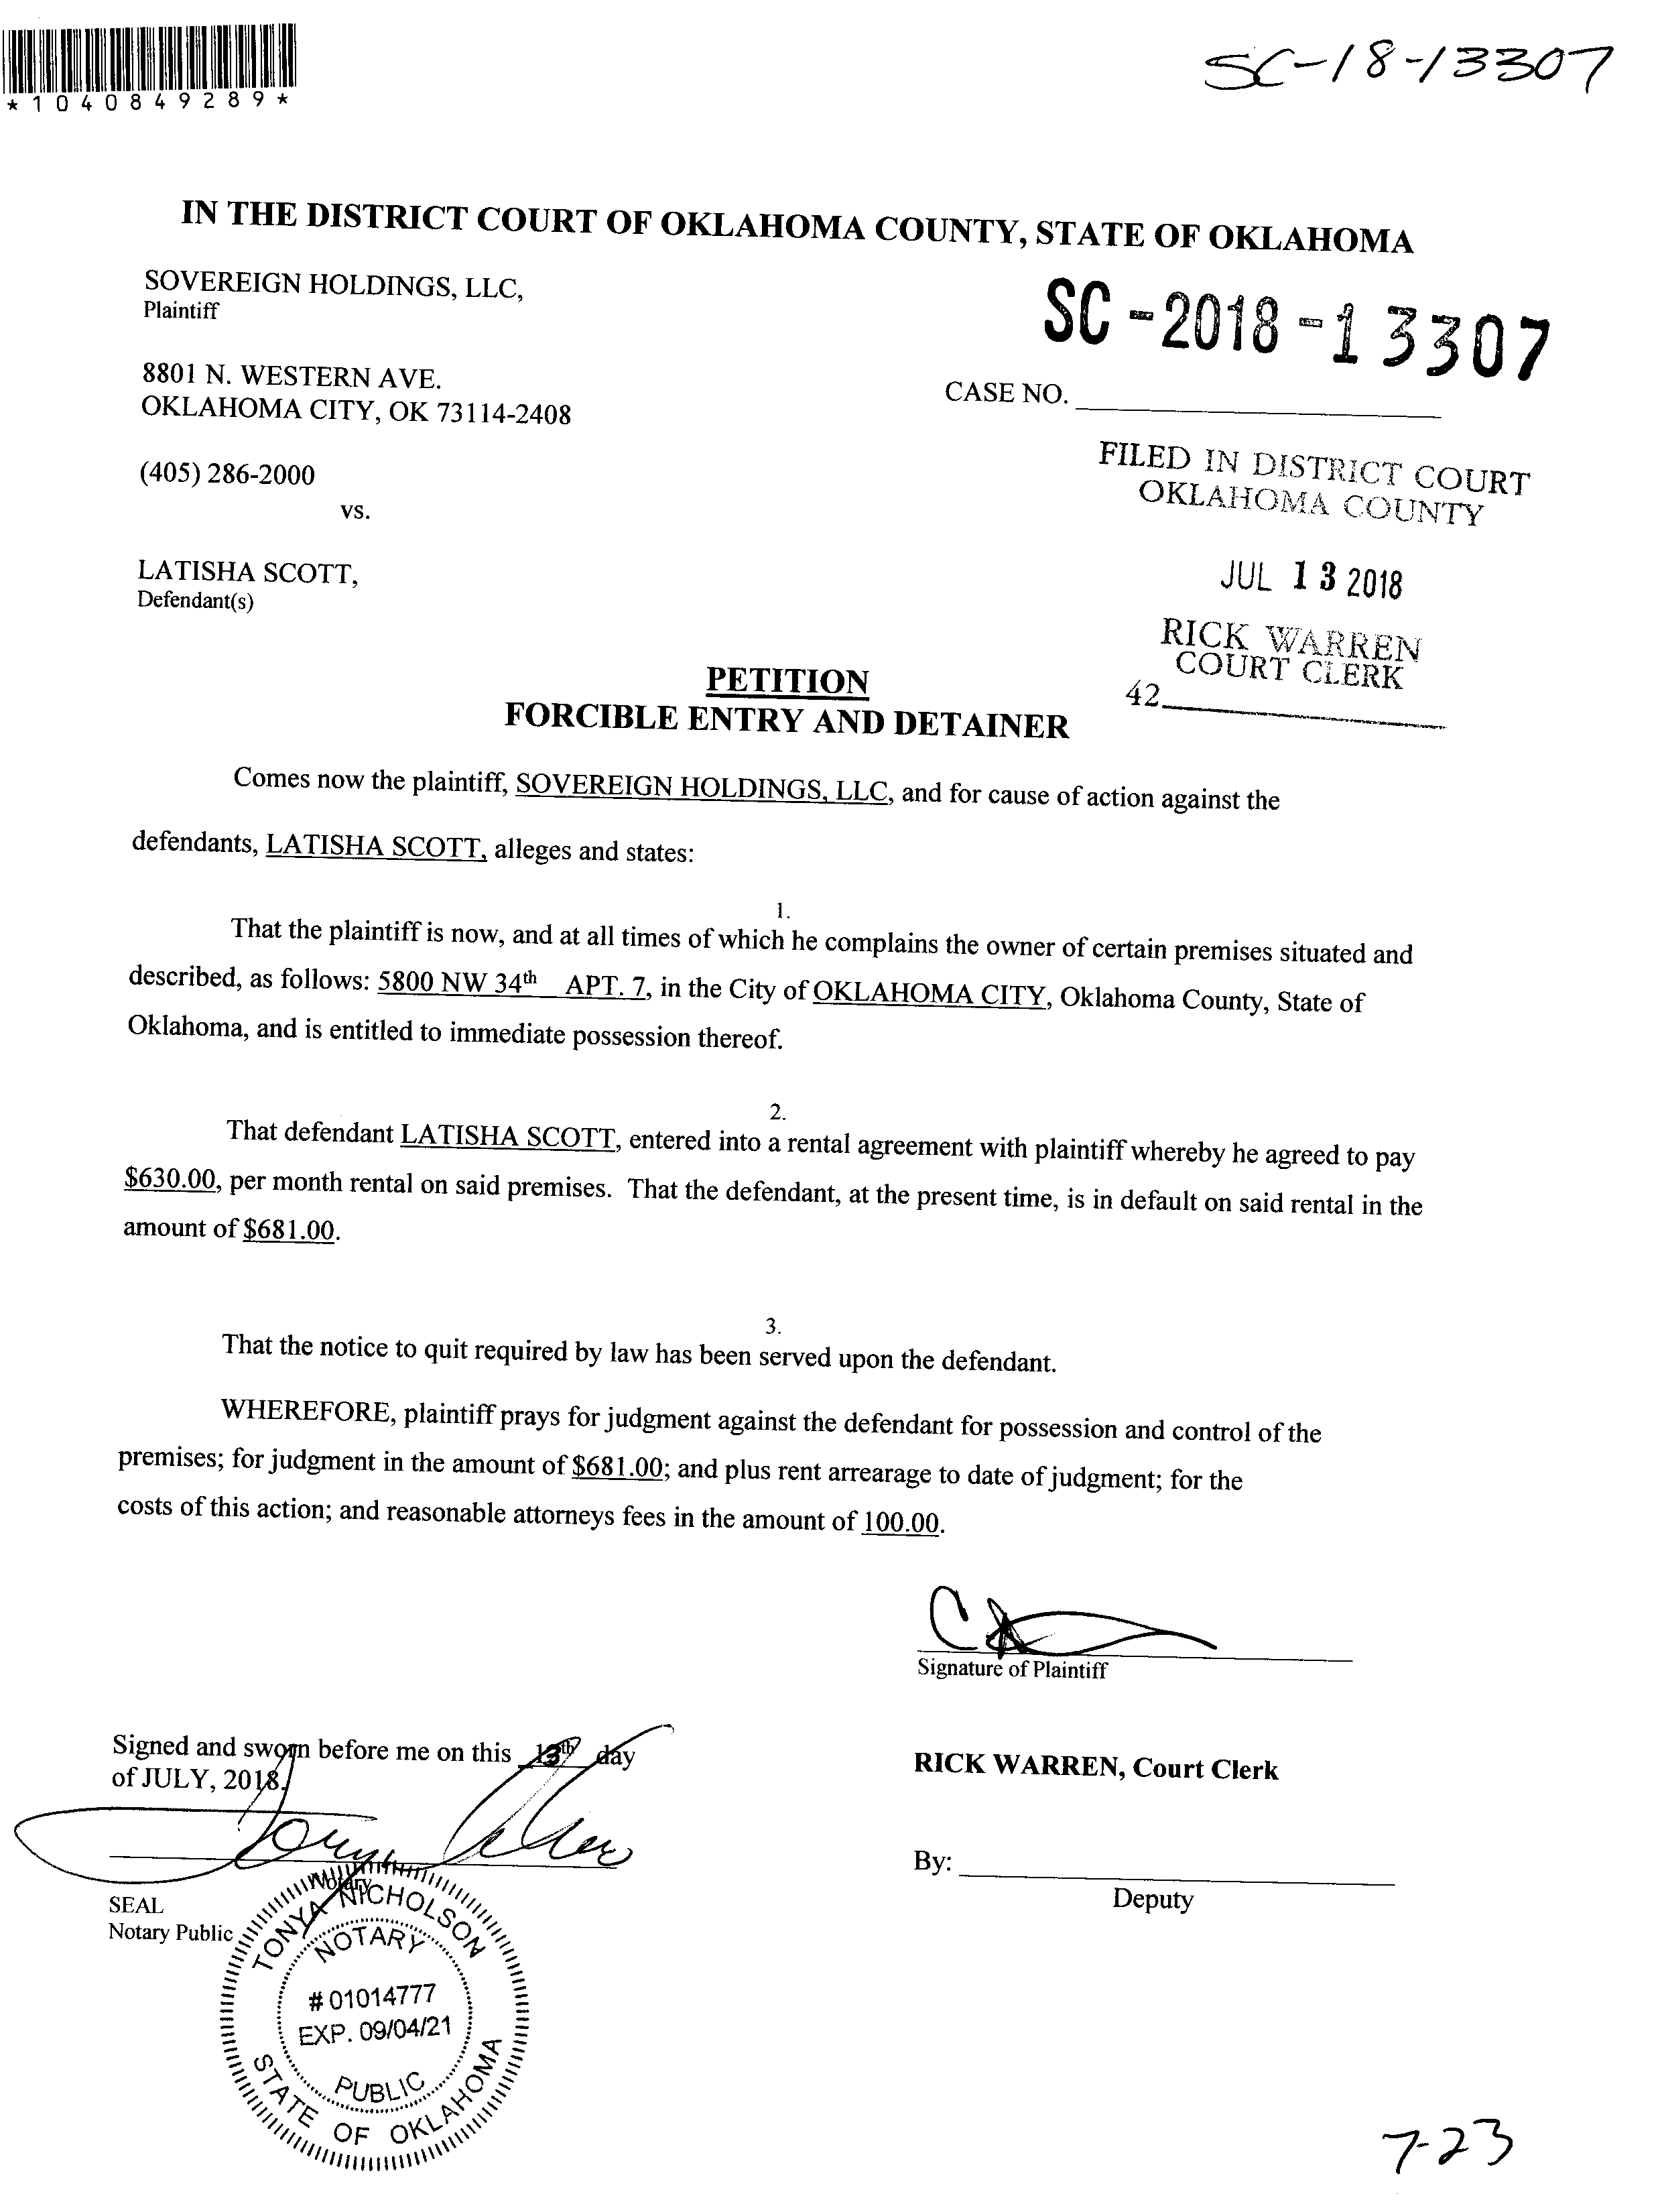 *1040849289*
SC-18-13307
IN THE DISTRICT COURT OF OKLAHOMA COUNTY, STATE OF OKLAHOMA
SOVEREIGN HOLDINGS, LLC,
Plaintiff
SC-2018-13307
8801 N. WESTERN AVE.
OKLAHOMA CITY, OK 73114-2408
CASE NO.
(405) 286-2000
vs.
FILED IN DISTRICT COURT
OKLAHOMA COUNTY
LATISHA SCOTT,
Defendant(s)
JUL 13 2018
RICK WARREN
COURT CLERK
42
PETITION
FORCIBLE ENTRY AND DETAINER
Comes now the plaintiff, SOVEREIGN HOLDINGS, LLC, and for cause of action against the
defendants, LATISHA SCOTT, alleges and states:
1.
That the plaintiff is now, and at all times of which he complains the owner of certain premises situated and
described, as follows: 5800 NW 34th APT. 7, in the City of OKLAHOMA CITY, Oklahoma County, State of
Oklahoma, and is entitled to immediate possession thereof.
2.
That defendant LATISHA SCOTT, entered into a rental agreement with plaintiff whereby he agreed to pay
$630.00, per month rental on said premises. That the defendant, at the present time, is in default on said rental in the
amount of $681.00.
3.
That the notice to quit required by law has been served upon the defendant.
WHEREFORE, plaintiff prays for judgment against the defendant for possession and control of the
premises; for judgment in the amount of $681.00; and plus rent arrearage to date of judgment; for the
costs of this action; and reasonable attorneys fees in the amount of 100.00.
Signature of Plaintiff
Signed and sworn before me on this 13th day
of JULY, 2018.
RICK WARREN, Court Clerk
By:
Deputy
Notary
SEAL
Notary Public
TONYA NICHOLSON
NOTARY
# 01014777
EXP. 09/04/21
PUBLIC
STATE OF OKLAHOMA
7-23